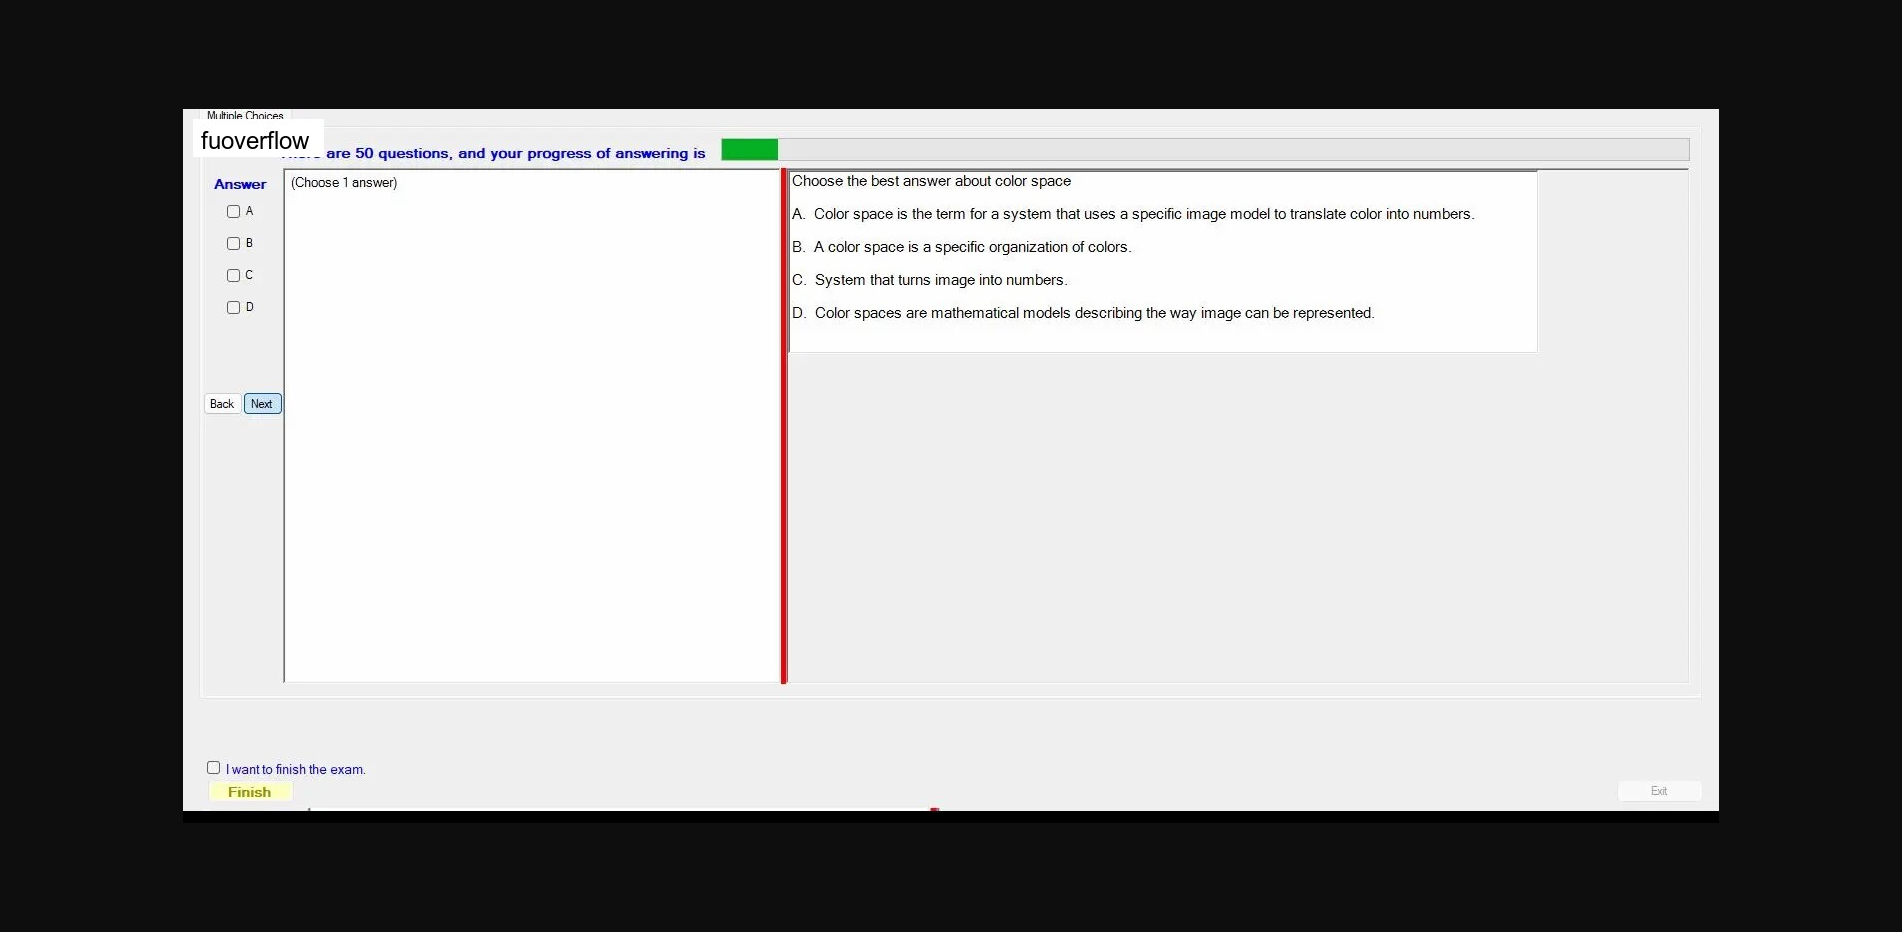 Multiple Choices
fuoverflow
are 50 questions, and your progress of answering is
Answer
A
B
C
D
Back Next
(Choose 1 answer)
Choose the best answer about color space
A. Color space is the term for a system that uses a specific image model to translate color into numbers.
B. A color space is a specific organization of colors.
C. System that turns image into numbers.
D. Color spaces are mathematical models describing the way image can be represented.
I want to finish the exam.
Finish
Exit